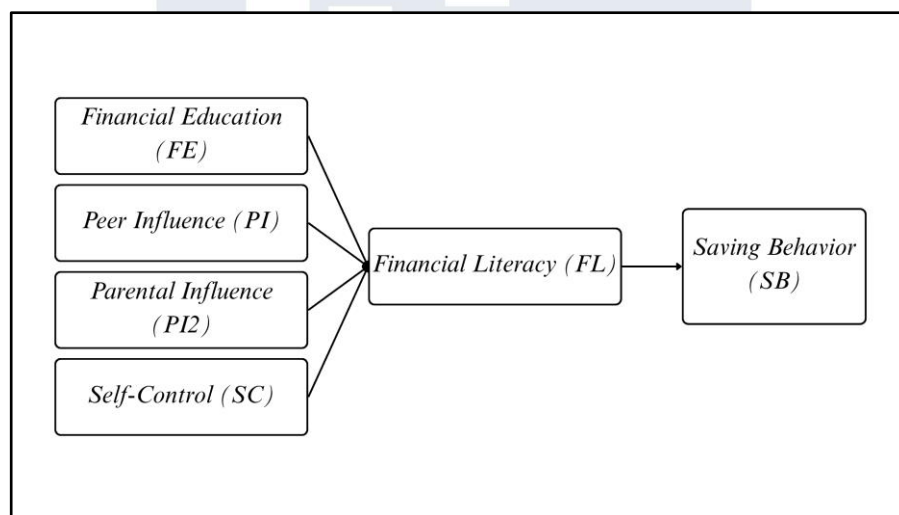 Financial Education
(FE)
Peer Influence (PI)
Parental Influence
(PI2)
Self-Control (SC)
Financial Literacy (FL)
Saving Behavior
(SB)